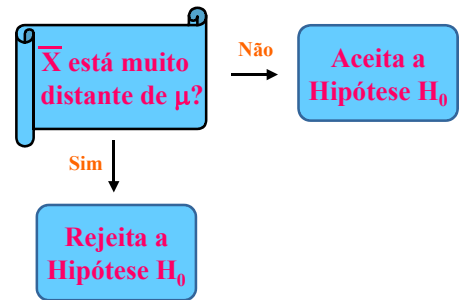 X̅ está muito
distante de μ?
Não
Aceita a
Hipótese H₀
Sim
Rejeita a
Hipótese H₀